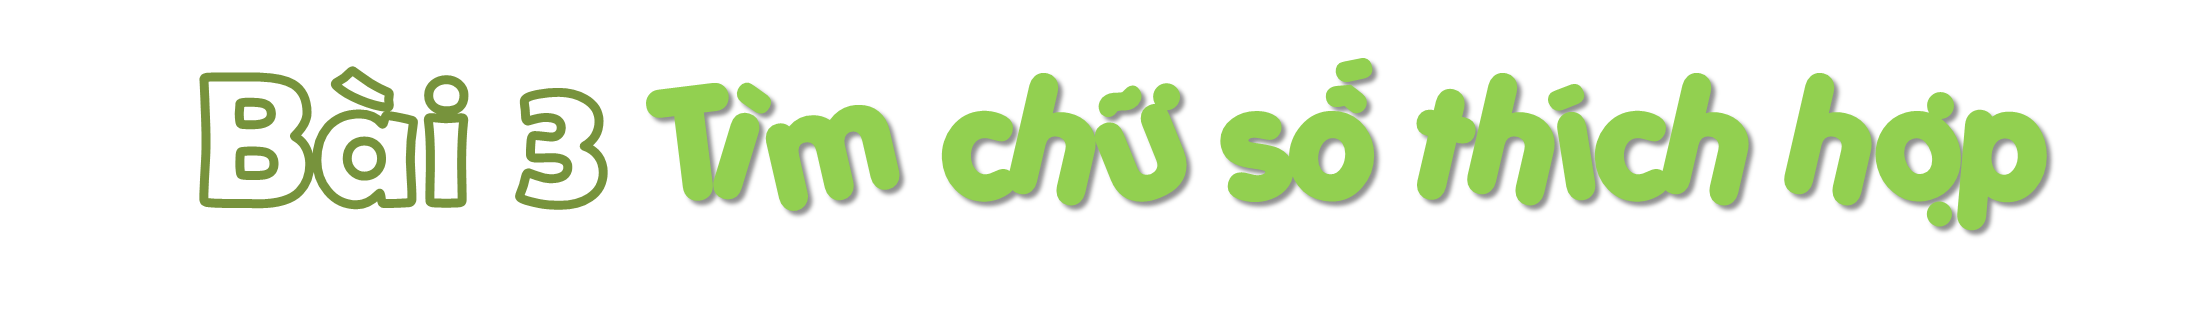 Bài 3 Tìm chữ số thích hợp